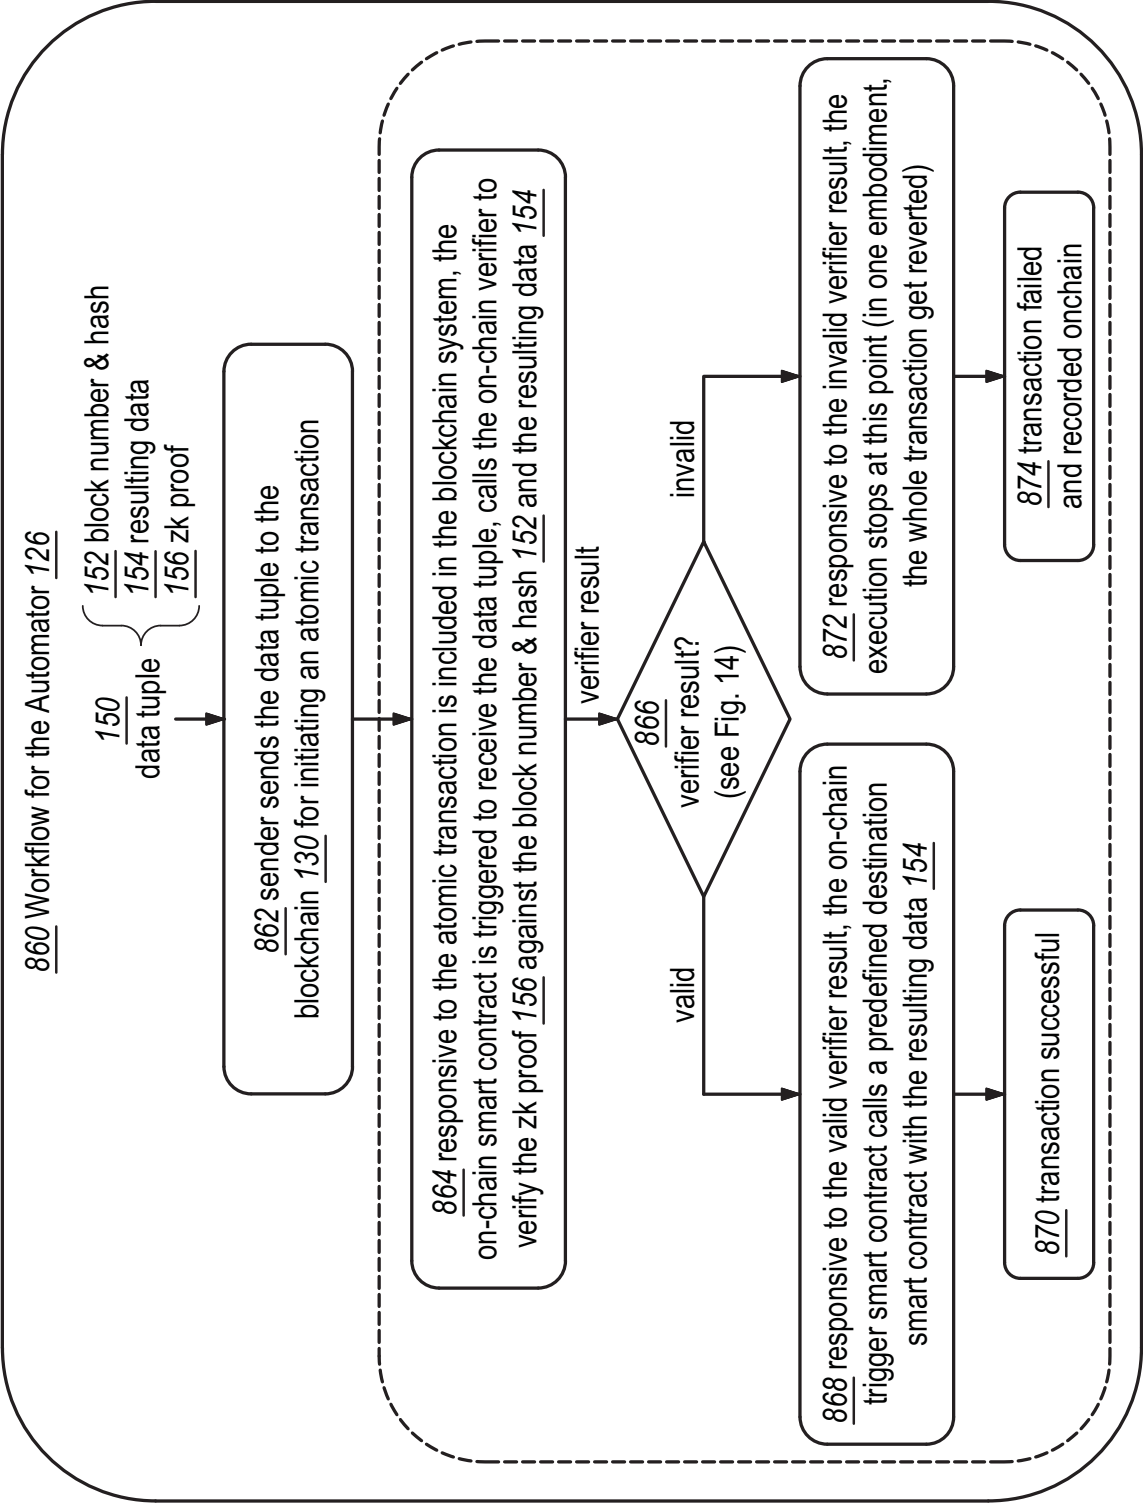 860 Workflow for the Automator 126
150
data tuple
152 block number & hash
154 resulting data
156 zk proof
862 sender sends the data tuple to the
blockchain 130 for initiating an atomic transaction
864 responsive to the atomic transaction is included in the blockchain system, the
on-chain smart contract is triggered to receive the data tuple, calls the on-chain verifier to
verify the zk proof 156 against the block number & hash 152 and the resulting data 154
verifier result
866
verifier result?
(see Fig. 14)
valid
invalid
868 responsive to the valid verifier result, the on-chain
trigger smart contract calls a predefined destination
smart contract with the resulting data 154
870 transaction successful
872 responsive to the invalid verifier result, the
execution stops at this point (in one embodiment,
the whole transaction get reverted)
874 transaction failed
and recorded onchain